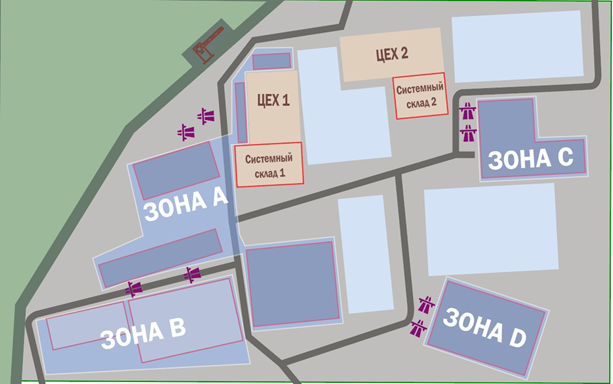 ЦЕХ 2
Системный
склад 2
ЦЕХ 1
Системный
склад 1
ЗОНА С
ЗОНА А
ЗОНА В
ЗОНА D